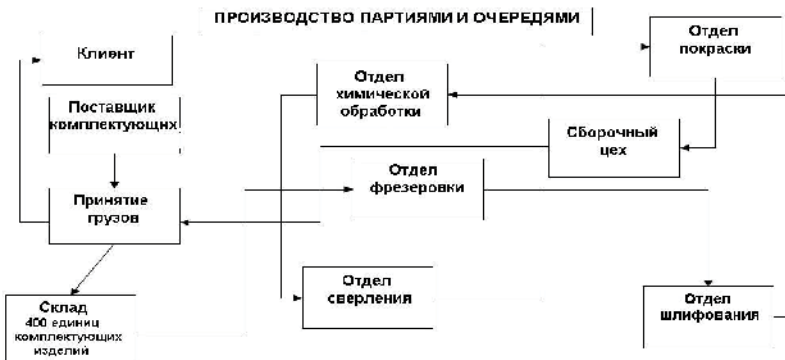 ПРОИЗВОДСТВО ПАРТИЯМИ И ОЧЕРЕДЯМИ
Клиент
Отдел
покраски
Отдел
химической
обработки
Поставщик
комплектующих
Сборочный
цех
Отдел
фрезеровки
Принятие
грузов
Отдел
сверления
Склад
400 единиц
комплектующих
изделий
Отдел
шлифования